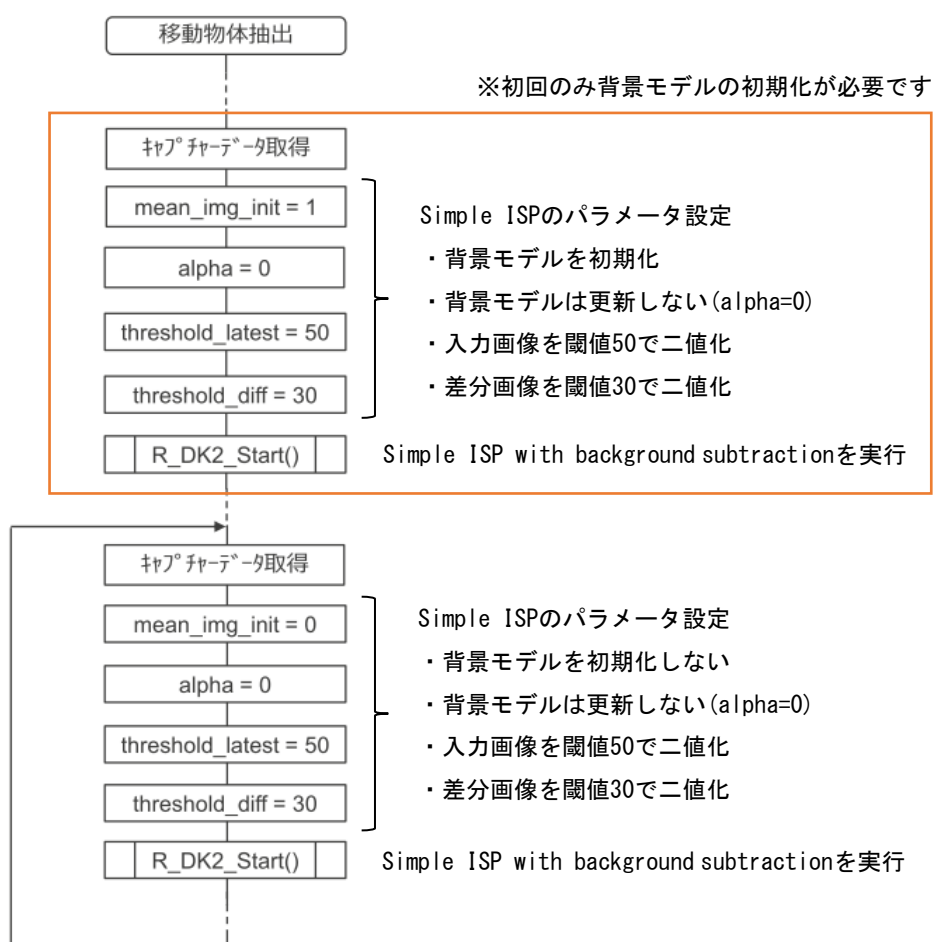 移動物体抽出
※初回のみ背景モデルの初期化が必要です
ｷｬﾌﾟﾁｬｰﾃﾞｰﾀ取得
mean_img_init = 1
alpha = 0
threshold_latest = 50
threshold_diff = 30
Simple ISPのパラメータ設定
・背景モデルを初期化
・背景モデルは更新しない(alpha=0)
・入力画像を閾値50で二値化
・差分画像を閾値30で二値化
R_DK2_Start()
Simple ISP with background subtractionを実行
ｷｬﾌﾟﾁｬｰﾃﾞｰﾀ取得
mean_img_init = 0
alpha = 0
threshold_latest = 50
threshold_diff = 30
Simple ISPのパラメータ設定
・背景モデルを初期化しない
・背景モデルは更新しない(alpha=0)
・入力画像を閾値50で二値化
・差分画像を閾値30で二値化
R_DK2_Start()
Simple ISP with background subtractionを実行